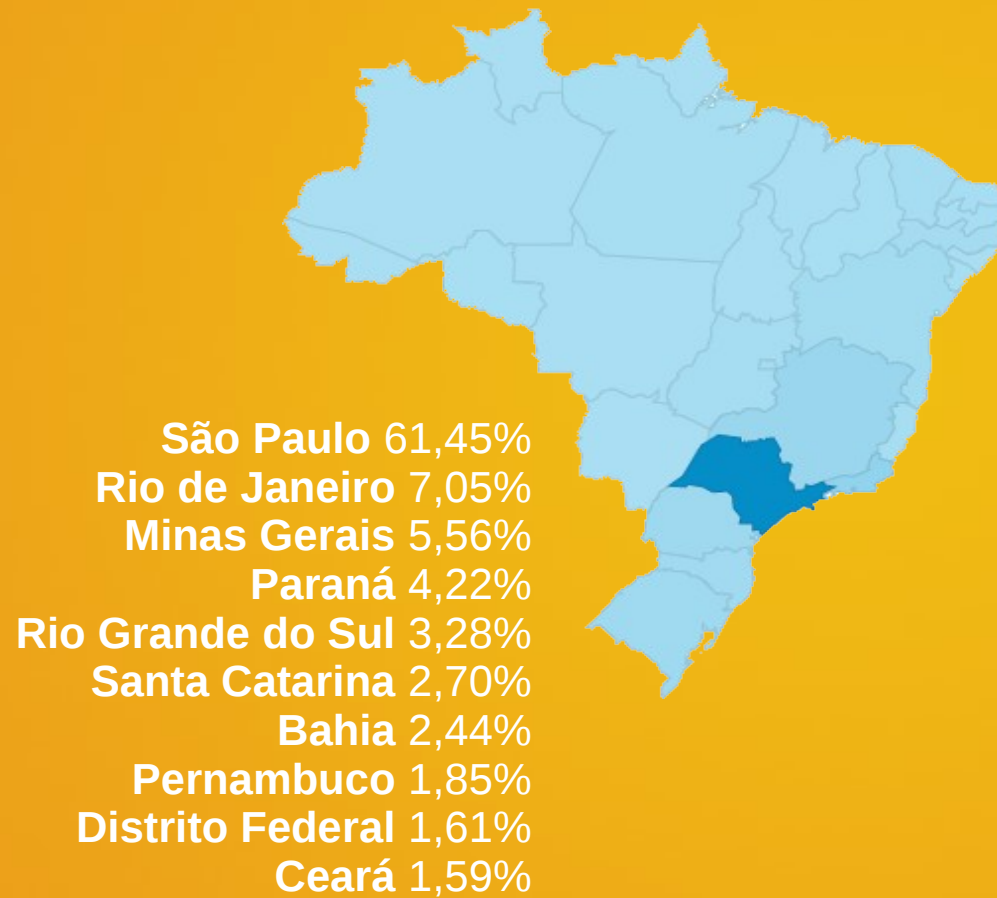 São Paulo 61,45%
Rio de Janeiro 7,05%
Minas Gerais 5,56%
Paraná 4,22%
Rio Grande do Sul 3,28%
Santa Catarina 2,70%
Bahia 2,44%
Pernambuco 1,85%
Distrito Federal 1,61%
Ceará 1,59%